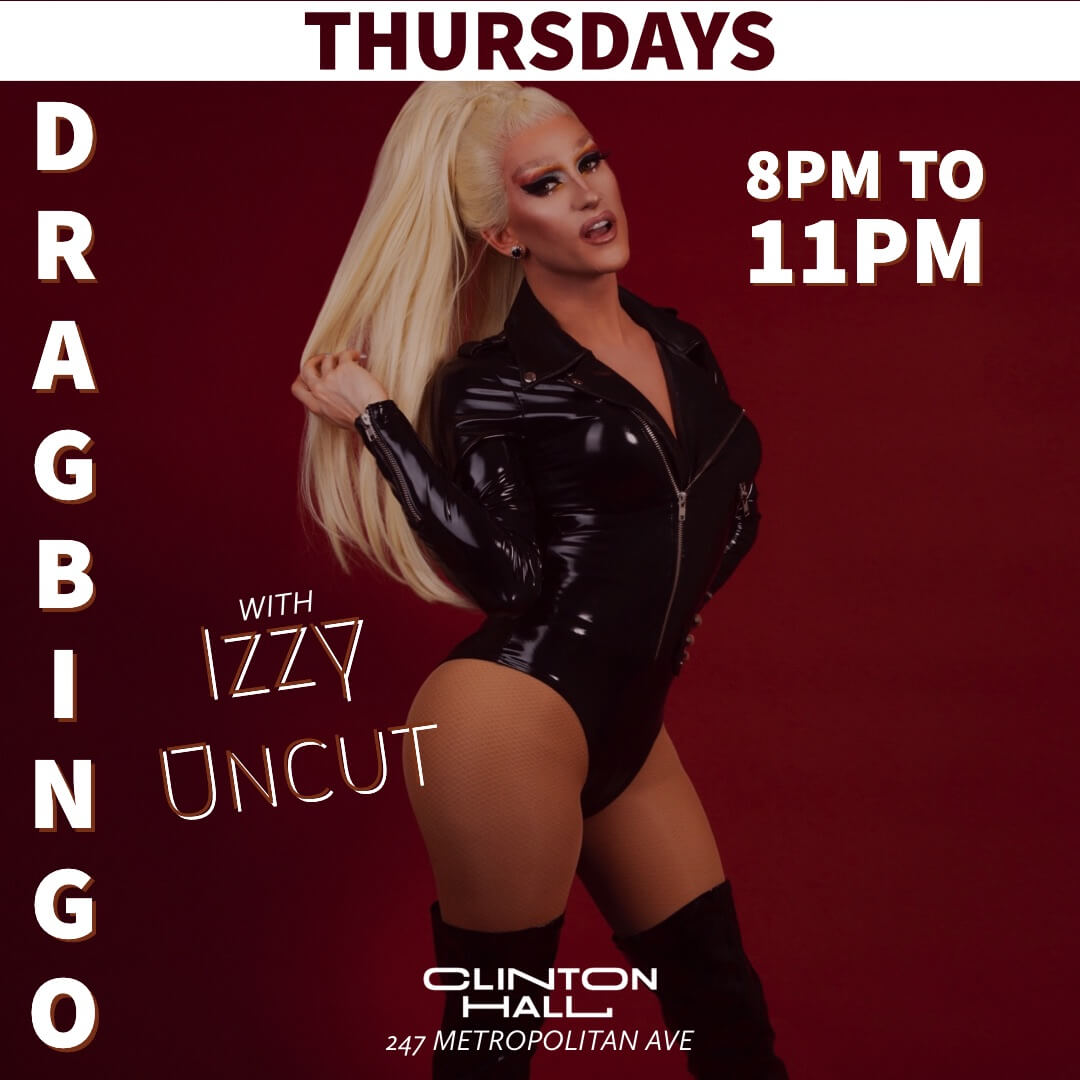 THURSDAYS
DRAGBINGO
8PM TO
11PM
WITH
IZZY
UNCUT
CLINTON
HALL
247 METROPOLITAN AVE